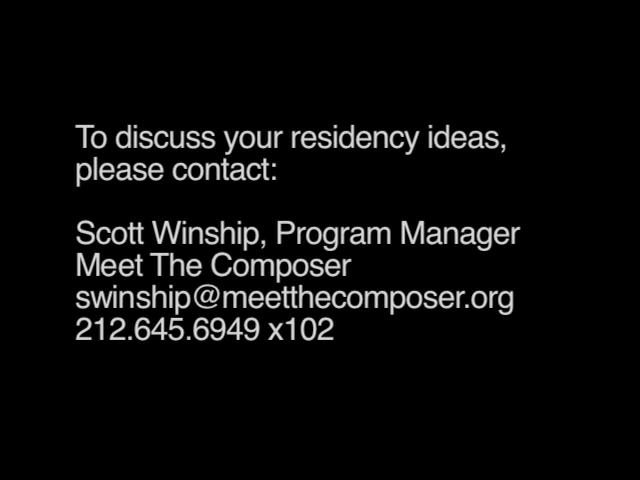 To discuss your residency ideas,
please contact:
Scott Winship, Program Manager
Meet The Composer
swinship@meetthecomposer.org
212.645.6949 x102